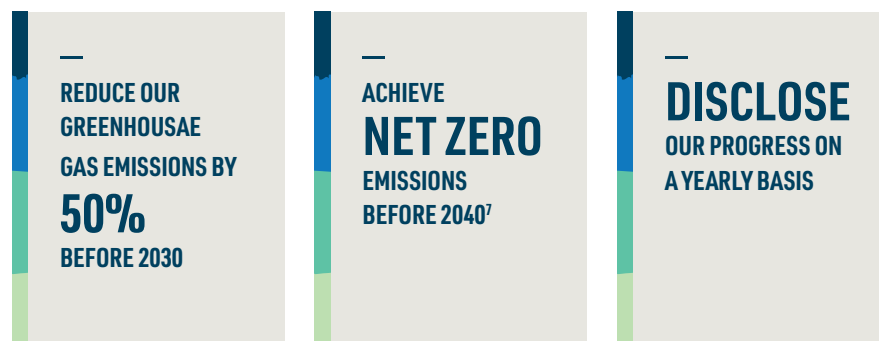 REDUCE OUR
GREENHOUSAE
GAS EMISSIONS BY
50%
BEFORE 2030
ACHIEVE
NET ZERO
EMISSIONS
BEFORE 2040⁷
DISCLOSE
OUR PROGRESS ON
A YEARLY BASIS